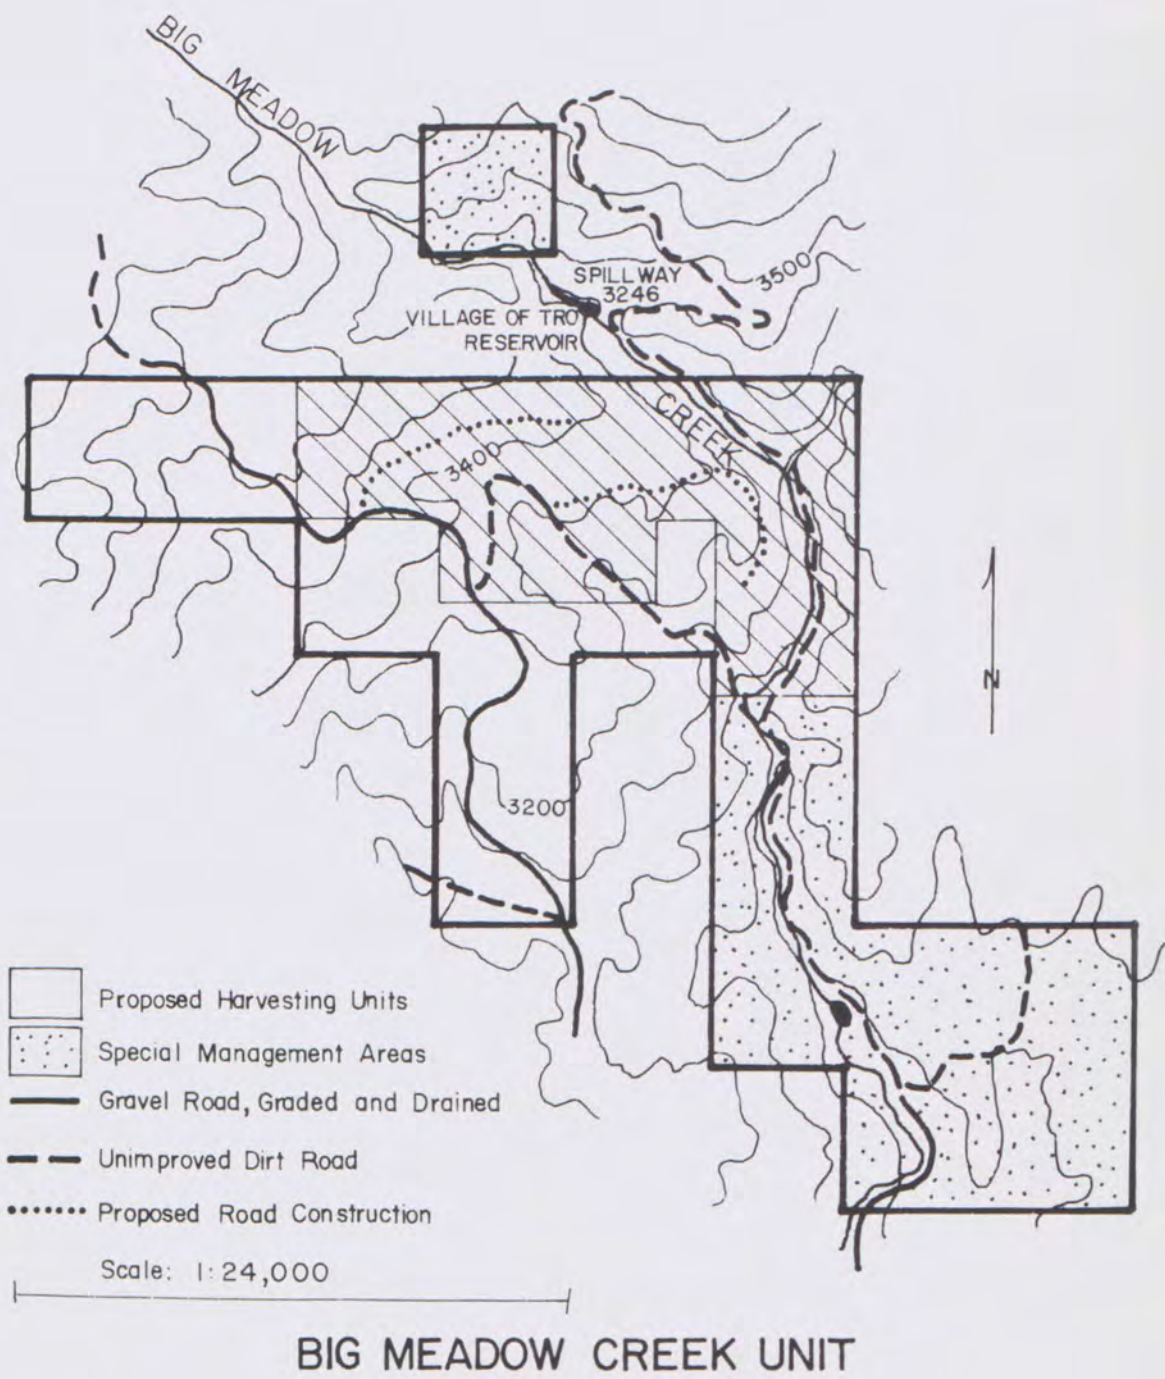 BIG MEADOW CREEK
SPILLWAY
3246
3500
VILLAGE OF TROY
RESERVOIR
3400
N
3200
Proposed Harvesting Units
Special Management Areas
Gravel Road, Graded and Drained
Unimproved Dirt Road
Proposed Road Construction
Scale: 1:24,000
BIG MEADOW CREEK UNIT